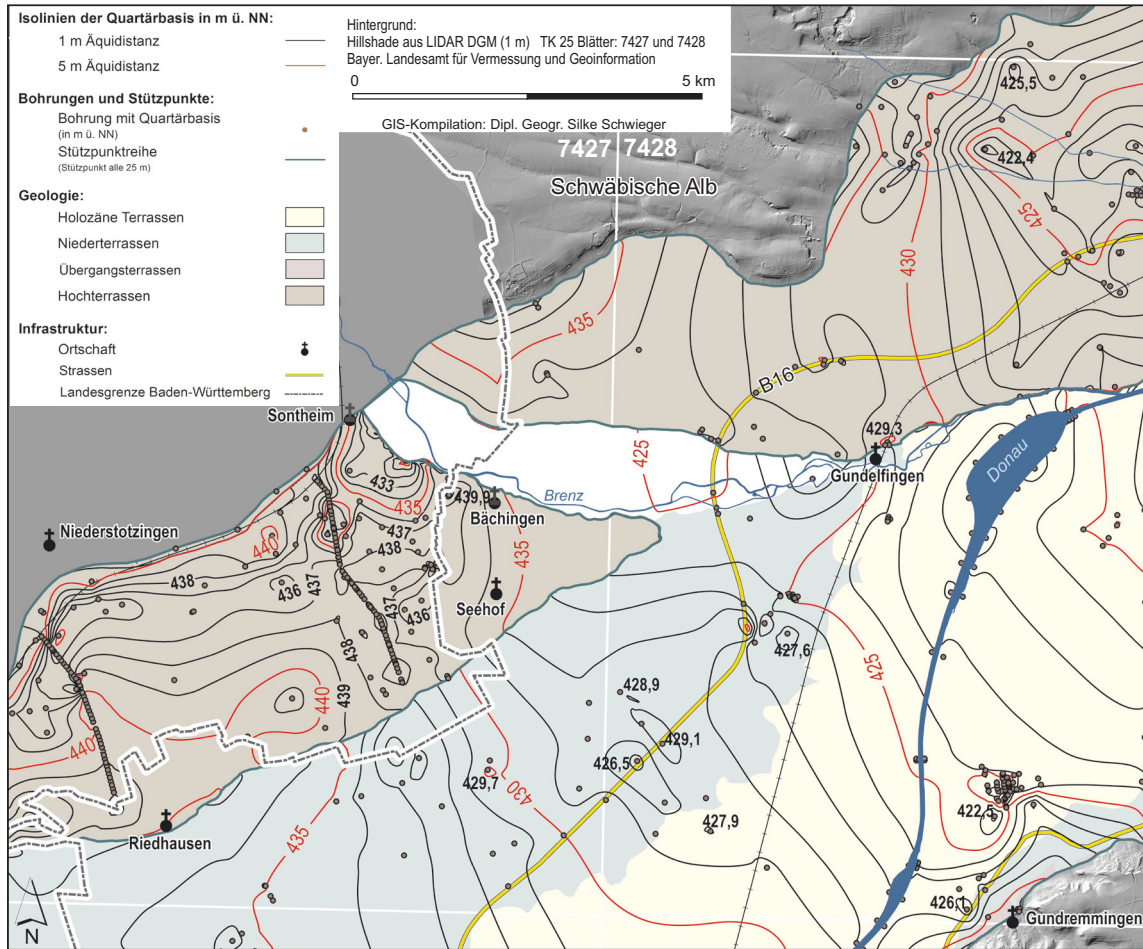 Isolinien der Quartärbasis in m ü. NN:
1 m Äquidistanz
5 m Äquidistanz
Bohrungen und Stützpunkte:
Bohrung mit Quartärbasis
(in m ü. NN)
Stützpunktreihe
(Stützpunkt alle 25 m)
Geologie:
Holozäne Terrassen
Niederterrassen
Übergangsterrassen
Hochterrassen
Infrastruktur:
Ortschaft
Strassen
Landesgrenze Baden-Württemberg
Hintergrund:
Hillshade aus LIDAR DGM (1 m) TK 25 Blätter: 7427 und 7428
Bayer. Landesamt für Vermessung und Geoinformation
0 5 km
GIS-Kompilation: Dipl. Geogr. Silke Schwieger
7427 7428
Schwäbische Alb
425,5
422,4
425
430
435
B16
Sontheim
433
435
439,9
Bächingen
Brenz
425
429,3
Gundelfingen
Donau
Niederstotzingen
440
437
438
435
438
436
437
Seehof
437
436
438
439
440
440
427,6
425
428,9
429,1
426,5
429,7
430
427,9
422,5
435
Riedhausen
426,1
Gundremmingen
N